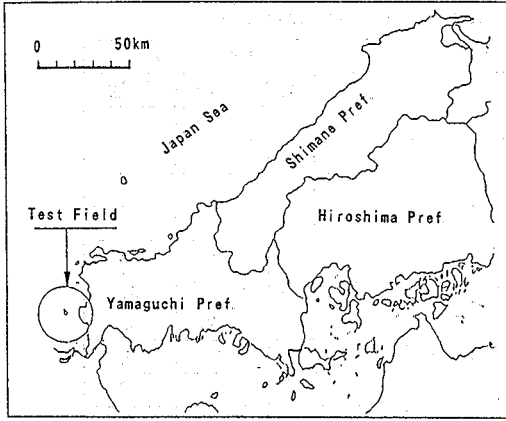 0 50km
Japan Sea
Shimane Pref.
Test Field
Hiroshima Pref.
Yamaguchi Pref.